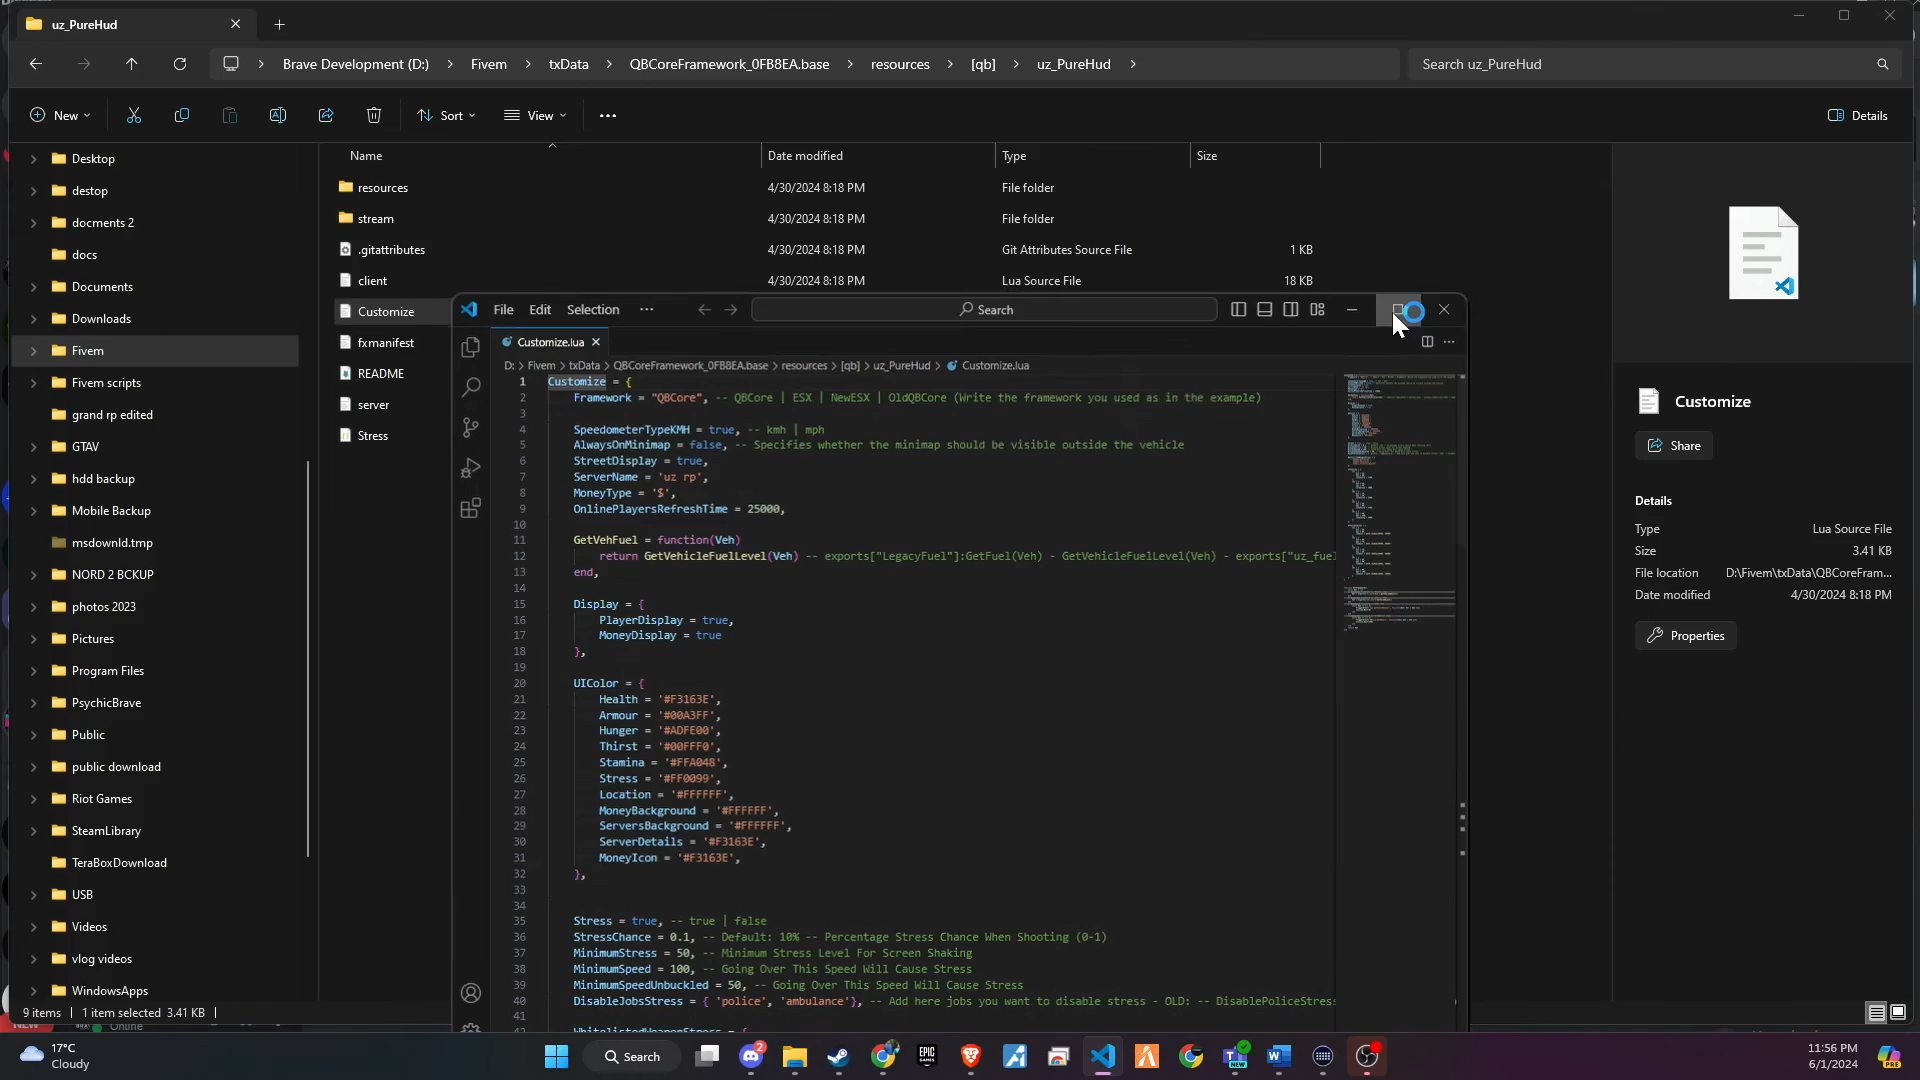 uz_PureHud
Brave Development (D:) > Fivem > txData > QBCoreFramework_0FB8EA.base > resources > [qb] > uz_PureHud >
Search uz_PureHud
New
Sort
View
Details
Name
Date modified
Type
Size
resources 4/30/2024 8:18 PM File folder
stream 4/30/2024 8:18 PM File folder
.gitattributes 4/30/2024 8:18 PM Git Attributes Source File 1 KB
client 4/30/2024 8:18 PM Lua Source File 18 KB
Customize
fxmanifest
README
server
Stress
Desktop
destop
docments 2
docs
Documents
Downloads
Fivem
Fivem scripts
grand rp edited
GTAV
hdd backup
Mobile Backup
msdownld.tmp
NORD 2 BCKUP
photos 2023
Pictures
Program Files
PsychicBrave
Public
public download
Riot Games
SteamLibrary
TeraBoxDownload
USB
Videos
vlog videos
WindowsApps
9 items | 1 item selected 3.41 KB |
File Edit Selection ···
Search
Customize.lua
D: > Fivem > txData > QBCoreFramework_0FB8EA.base > resources > [qb] > uz_PureHud > Customize.lua
1 Customize = {
2 Framework = "QBCore", -- QBCore | ESX | NewESX | OldQBCore (Write the framework you used as in the example)
3
4 SpeedometerTypeKMH = true, -- kmh | mph
5 AlwaysOnMinimap = false, -- Specifies whether the minimap should be visible outside the vehicle
6 StreetDisplay = true,
7 ServerName = 'uz rp',
8 MoneyType = '$',
9 OnlinePlayersRefreshTime = 25000,
10
11 GetVehFuel = function(Veh)
12 return GetVehicleFuelLevel(Veh) -- exports["LegacyFuel"]:GetFuel(Veh) - GetVehicleFuelLevel(Veh) - exports["uz_fuel
13 end,
14
15 Display = {
16 PlayerDisplay = true,
17 MoneyDisplay = true
18 },
19
20 UIColor = {
21 Health = '#F3163E',
22 Armour = '#00A3FF',
23 Hunger = '#ADFE00',
24 Thirst = '#00FFF0',
25 Stamina = '#FFA048',
26 Stress = '#FF0099',
27 Location = '#FFFFFF',
28 MoneyBackground = '#FFFFFF',
29 ServersBackground = '#FFFFFF',
30 ServerDetails = '#F3163E',
31 MoneyIcon = '#F3163E',
32 },
33
34
35 Stress = true, -- true | false
36 StressChance = 0.1, -- Default: 10% -- Percentage Stress Chance When Shooting (0-1)
37 MinimumStress = 50, -- Minimum Stress Level For Screen Shaking
38 MinimumSpeed = 100, -- Going Over This Speed Will Cause Stress
39 MinimumSpeedUnbuckled = 50, -- Going Over This Speed Will Cause Stress
40 DisableJobsStress = { 'police', 'ambulance'}, -- Add here jobs you want to disable stress - OLD: -- DisablePoliceStress
41
Customize
Share
Details
Type Lua Source File
Size 3.41 KB
File location D:\Fivem\txData\QBCoreFram...
Date modified 4/30/2024 8:18 PM
Properties
NEW
Online
17°C
Cloudy
Search
2
EPIC GAMES
NEW
11:56 PM
6/1/2024
PRE